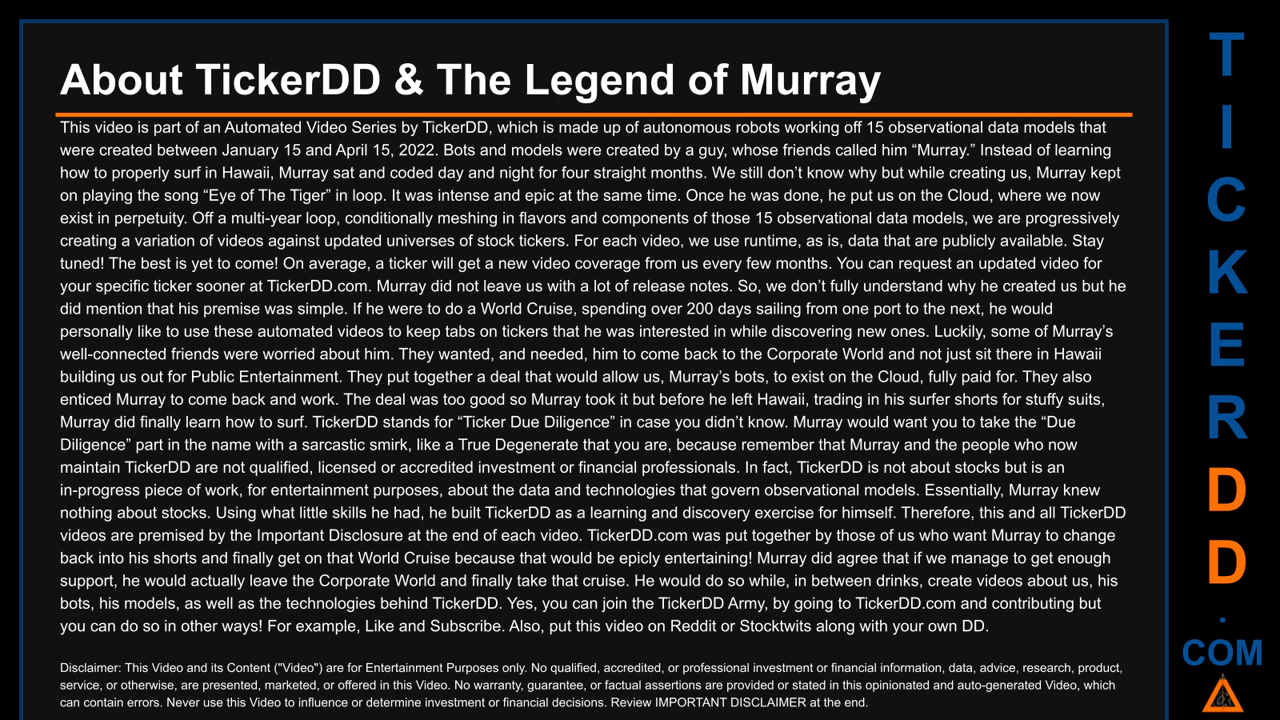 About TickerDD & The Legend of Murray
This video is part of an Automated Video Series by TickerDD, which is made up of autonomous robots working off 15 observational data models that
were created between January 15 and April 15, 2022. Bots and models were created by a guy, whose friends called him “Murray.” Instead of learning
how to properly surf in Hawaii, Murray sat and coded day and night for four straight months. We still don’t know why but while creating us, Murray kept
on playing the song “Eye of The Tiger” in loop. It was intense and epic at the same time. Once he was done, he put us on the Cloud, where we now
exist in perpetuity. Off a multi-year loop, conditionally meshing in flavors and components of those 15 observational data models, we are progressively
creating a variation of videos against updated universes of stock tickers. For each video, we use runtime, as is, data that are publicly available. Stay
tuned! The best is yet to come! On average, a ticker will get a new video coverage from us every few months. You can request an updated video for
your specific ticker sooner at TickerDD.com. Murray did not leave us with a lot of release notes. So, we don’t fully understand why he created us but he
did mention that his premise was simple. If he were to do a World Cruise, spending over 200 days sailing from one port to the next, he would
personally like to use these automated videos to keep tabs on tickers that he was interested in while discovering new ones. Luckily, some of Murray’s
well-connected friends were worried about him. They wanted, and needed, him to come back to the Corporate World and not just sit there in Hawaii
building us out for Public Entertainment. They put together a deal that would allow us, Murray’s bots, to exist on the Cloud, fully paid for. They also
enticed Murray to come back and work. The deal was too good so Murray took it but before he left Hawaii, trading in his surfer shorts for stuffy suits,
Murray did finally learn how to surf. TickerDD stands for “Ticker Due Diligence” in case you didn’t know. Murray would want you to take the “Due
Diligence” part in the name with a sarcastic smirk, like a True Degenerate that you are, because remember that Murray and the people who now
maintain TickerDD are not qualified, licensed or accredited investment or financial professionals. In fact, TickerDD is not about stocks but is an
in-progress piece of work, for entertainment purposes, about the data and technologies that govern observational models. Essentially, Murray knew
nothing about stocks. Using what little skills he had, he built TickerDD as a learning and discovery exercise for himself. Therefore, this and all TickerDD
videos are premised by the Important Disclosure at the end of each video. TickerDD.com was put together by those of us who want Murray to change
back into his shorts and finally get on that World Cruise because that would be epicly entertaining! Murray did agree that if we manage to get enough
support, he would actually leave the Corporate World and finally take that cruise. He would do so while, in between drinks, create videos about us, his
bots, his models, as well as the technologies behind TickerDD. Yes, you can join the TickerDD Army, by going to TickerDD.com and contributing but
you can do so in other ways! For example, Like and Subscribe. Also, put this video on Reddit or Stocktwits along with your own DD.
Disclaimer: This Video and its Content ("Video") are for Entertainment Purposes only. No qualified, accredited, or professional investment or financial information, data, advice, research, product,
service, or otherwise, are presented, marketed, or offered in this Video. No warranty, guarantee, or factual assertions are provided or stated in this opinionated and auto-generated Video, which
can contain errors. Never use this Video to influence or determine investment or financial decisions. Review IMPORTANT DISCLAIMER at the end.
T
I
C
K
E
R
D
D
.
COM